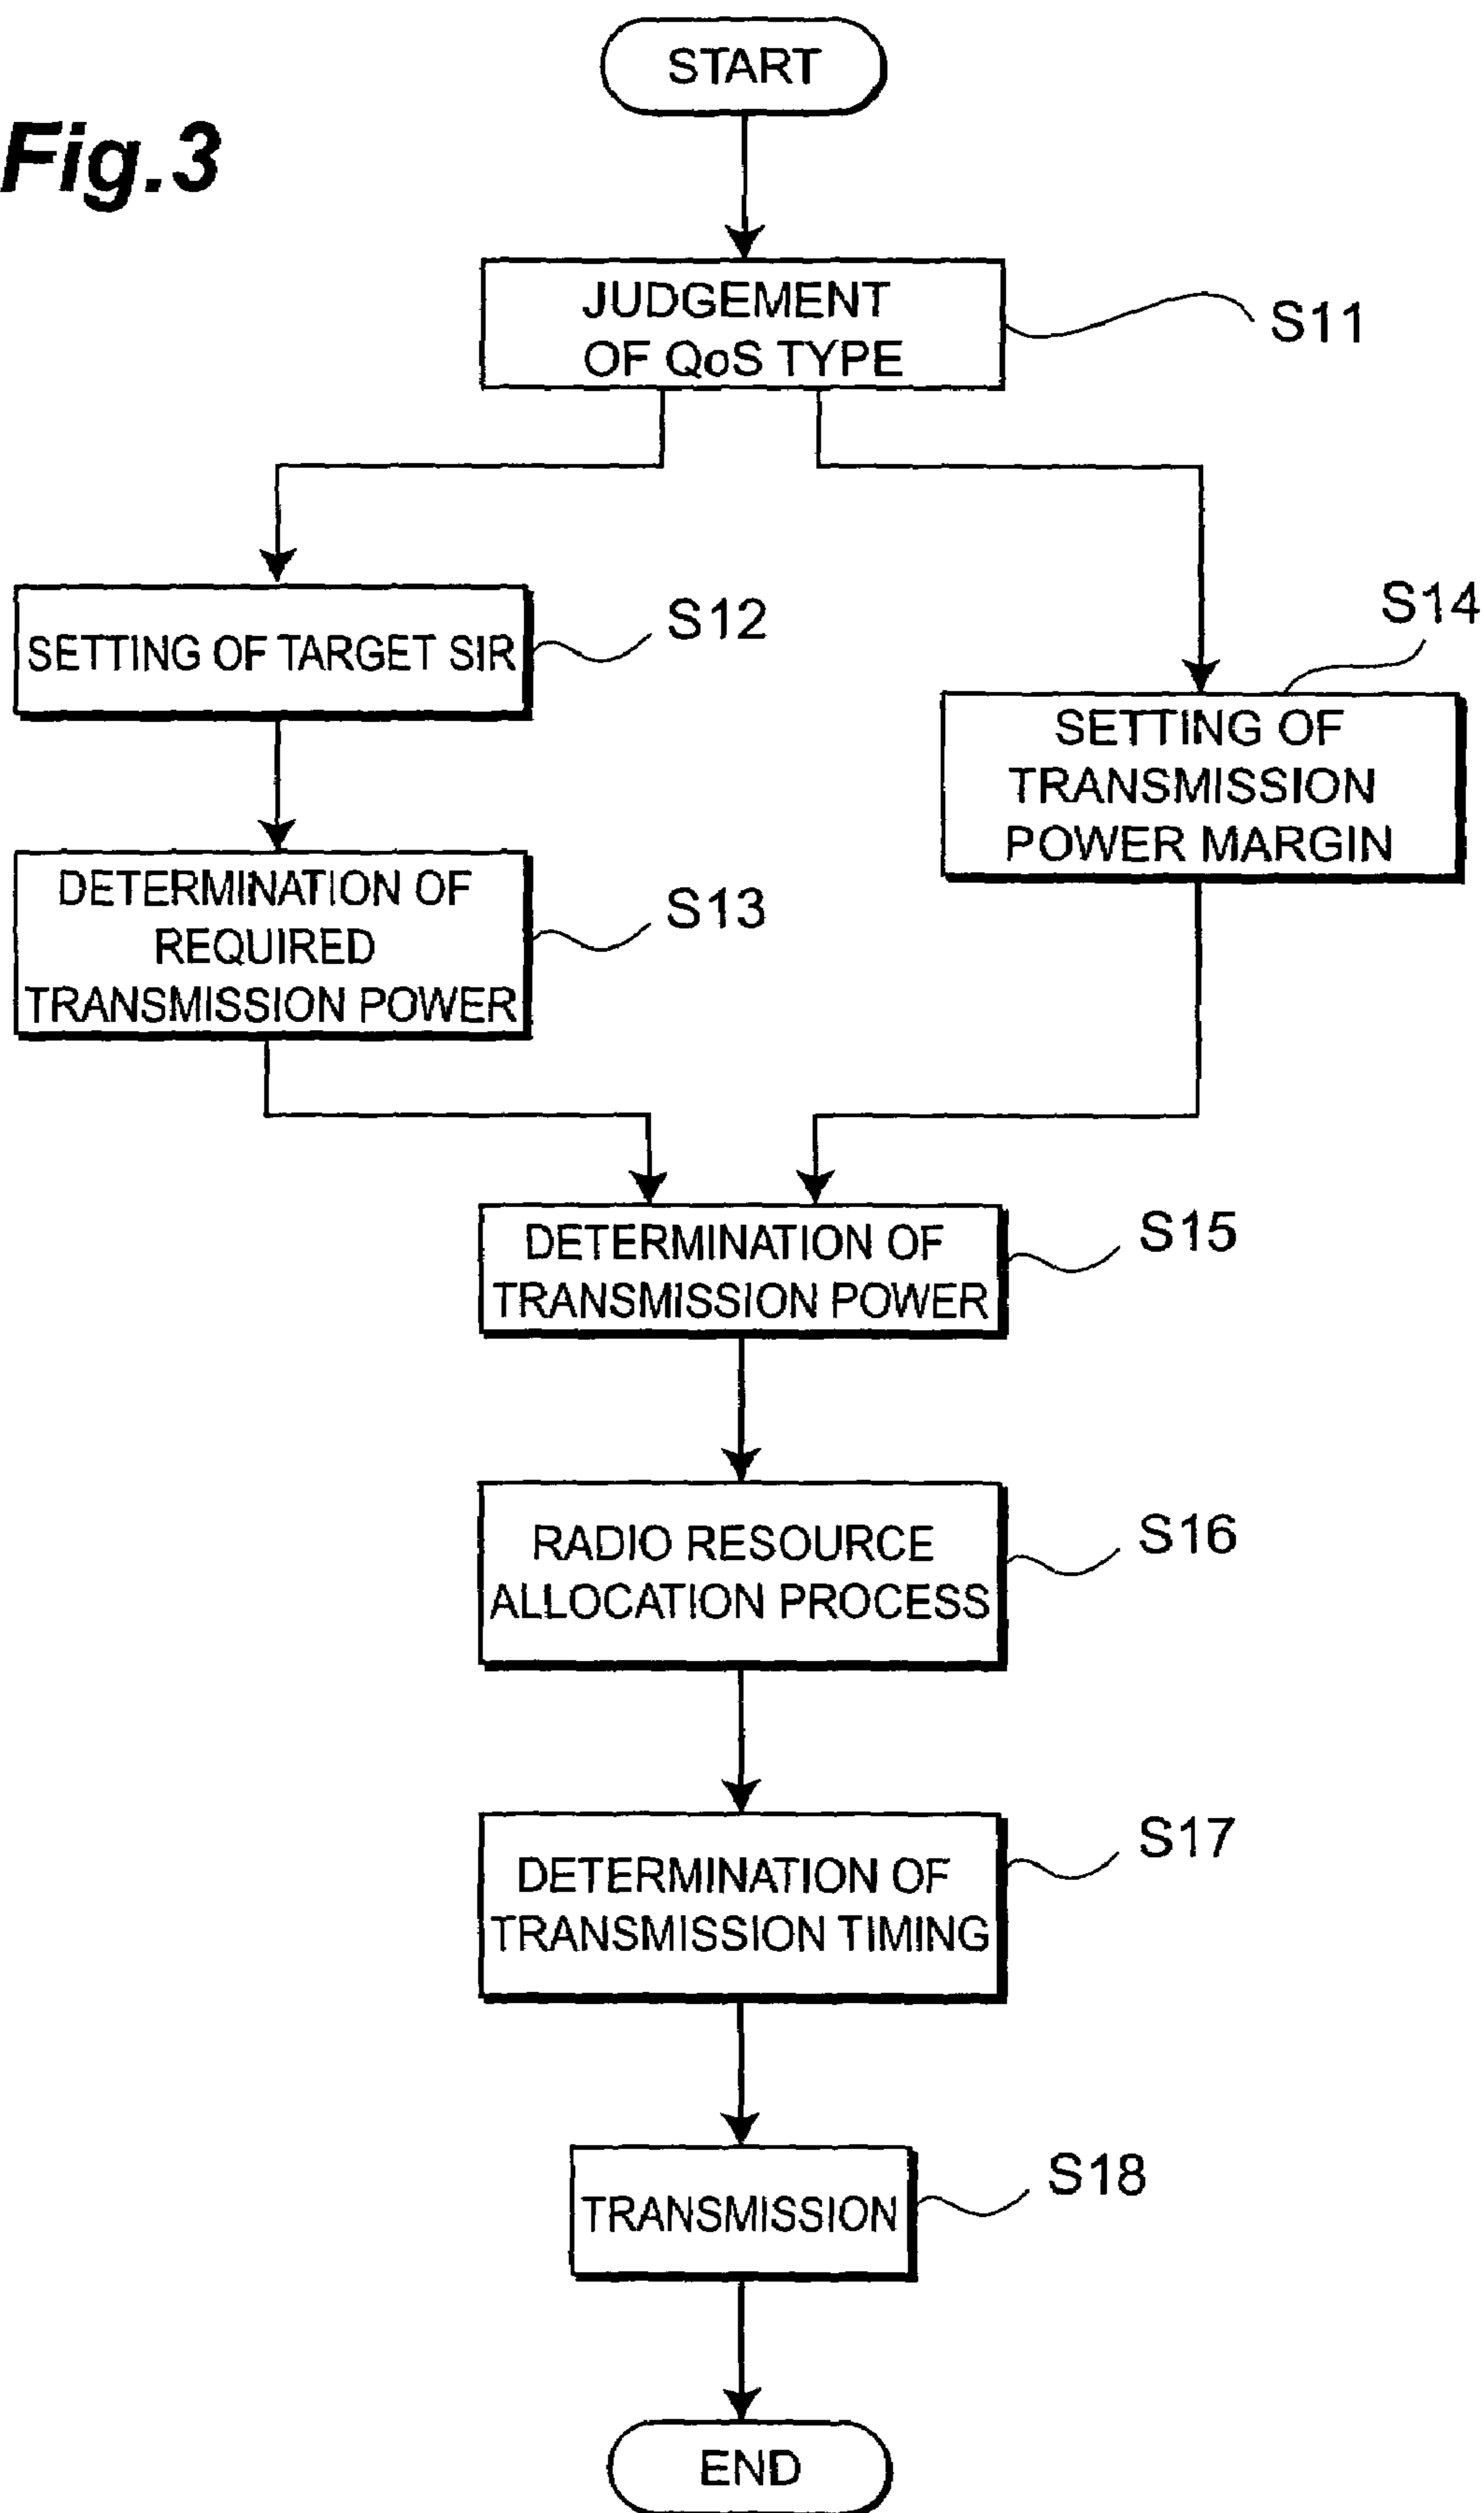 START
Fig.3
JUDGEMENT
OF QoS TYPE
S11
SETTING OF TARGET SIR
S12
S14
SETTING OF
TRANSMISSION
POWER MARGIN
DETERMINATION OF
REQUIRED
TRANSMISSION POWER
S13
DETERMINATION OF
TRANSMISSION POWER
S15
RADIO RESOURCE
ALLOCATION PROCESS
S16
DETERMINATION OF
TRANSMISSION TIMING
S17
TRANSMISSION
S18
END